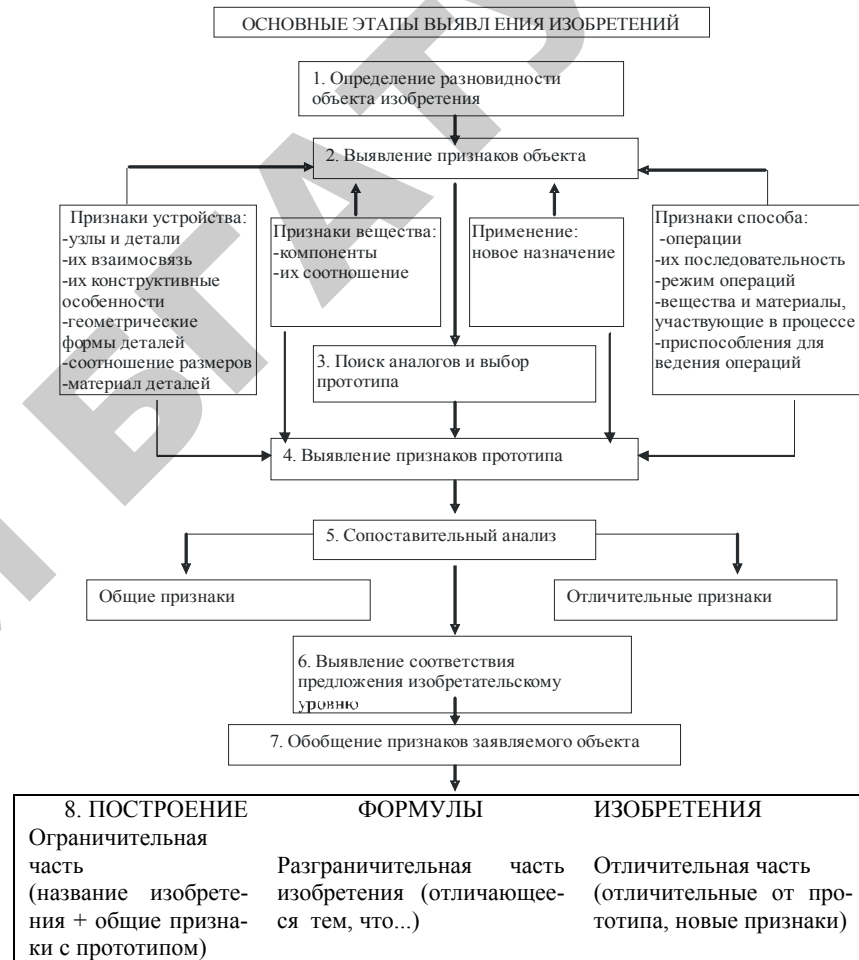 ОСНОВНЫЕ ЭТАПЫ ВЫЯВЛ ЕНИЯ ИЗОБРЕТЕНИЙ
1. Определение разновидности
объекта изобретения
2. Выявление признаков объекта
Признаки устройства:
-узлы и детали
-их взаимосвязь
-их конструктивные
особенности
-геометрические
формы деталей
-соотношение размеров
-материал деталей
Признаки вещества:
-компоненты
-их соотношение
Применение:
новое назначение
Признаки способа:
-операции
-их последовательность
-режим операций
-вещества и материалы,
участвующие в процессе
-приспособления для
ведения операций
3. Поиск аналогов и выбор
прототипа
4. Выявление признаков прототипа
5. Сопоставительный анализ
Общие признаки
Отличительные признаки
6. Выявление соответствия
предложения изобретательскому
уровню
7. Обобщение признаков заявляемого объекта
8. ПОСТРОЕНИЕ ФОРМУЛЫ ИЗОБРЕТЕНИЯ
Ограничительная
часть
(название изобрете-
ния + общие призна-
ки с прототипом)
Разграничительная часть
изобретения (отличающее-
ся тем, что...)
Отличительная часть
(отличительные от про-
тотипа, новые признаки)
БГАТУ